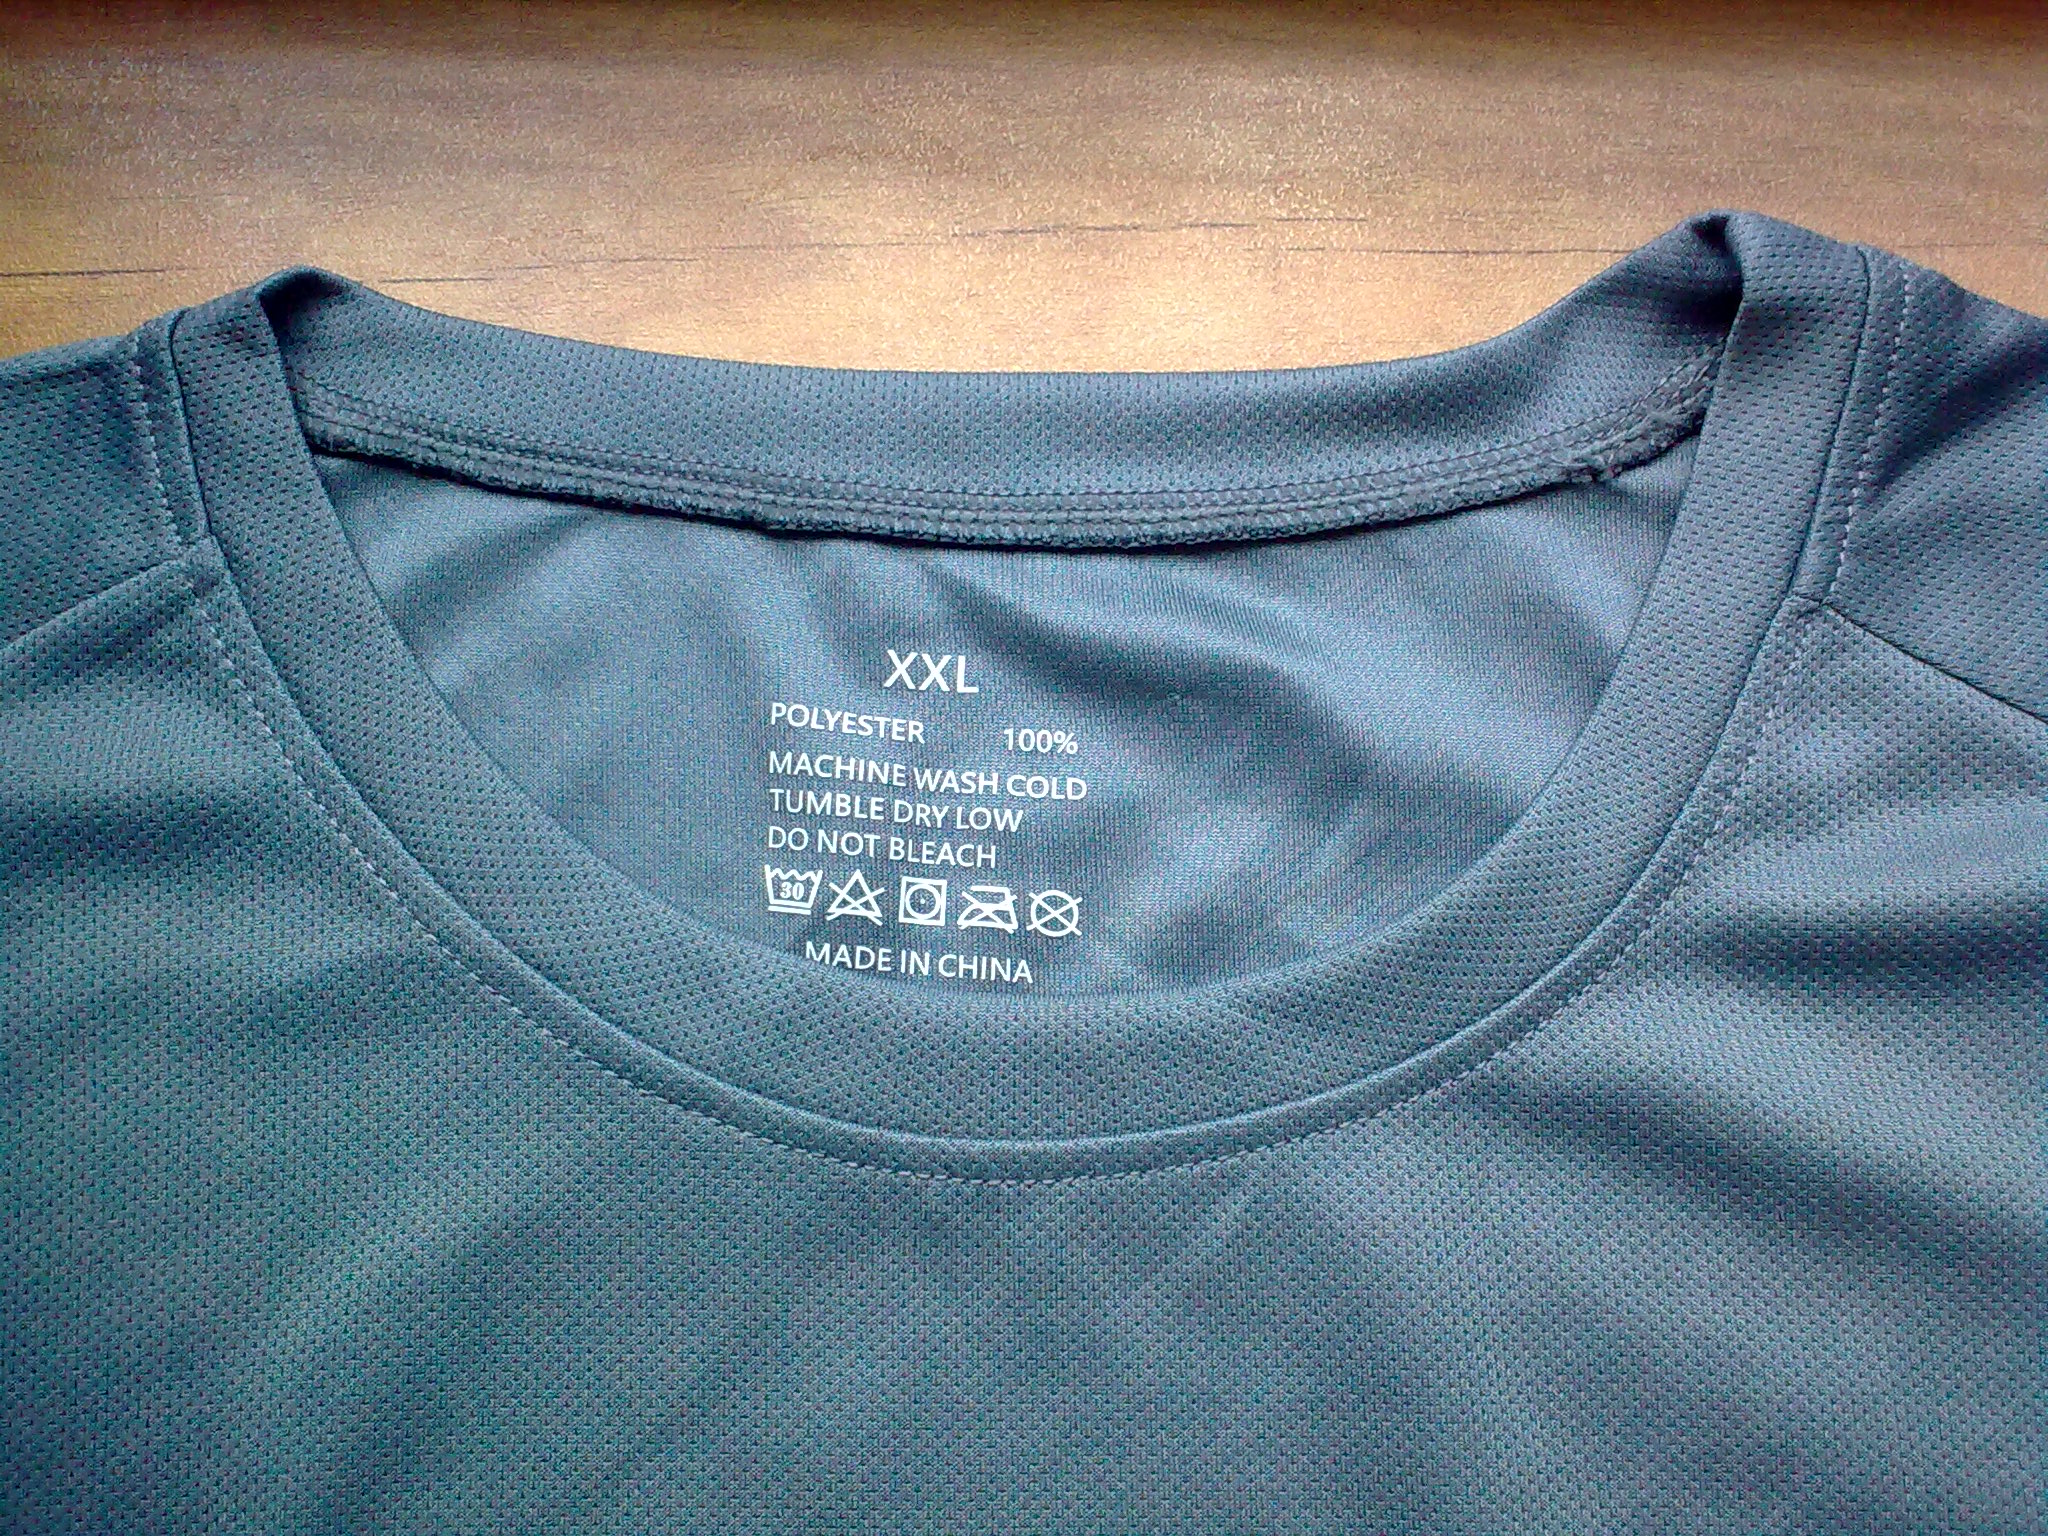 XXL
POLYESTER 100%
MACHINE WASH COLD
TUMBLE DRY LOW
DO NOT BLEACH
30
MADE IN CHINA